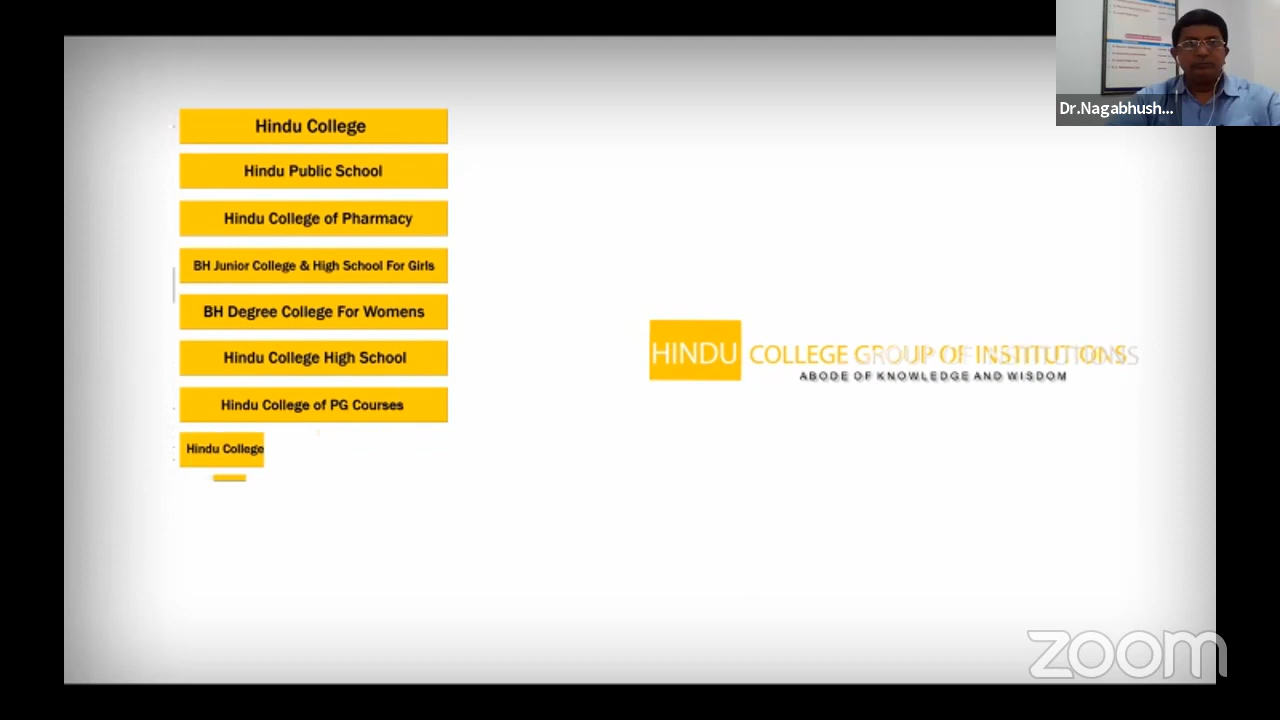 Hindu College
Hindu Public School
Hindu College of Pharmacy
BH Junior College & High School For Girls
BH Degree College For Womens
Hindu College High School
Hindu College of PG Courses
Hindu College
HINDU COLLEGE GROUP OF INSTITUTIONS
ABODE OF KNOWLEDGE AND WISDOM
Dr.Nagabhush...
zoom